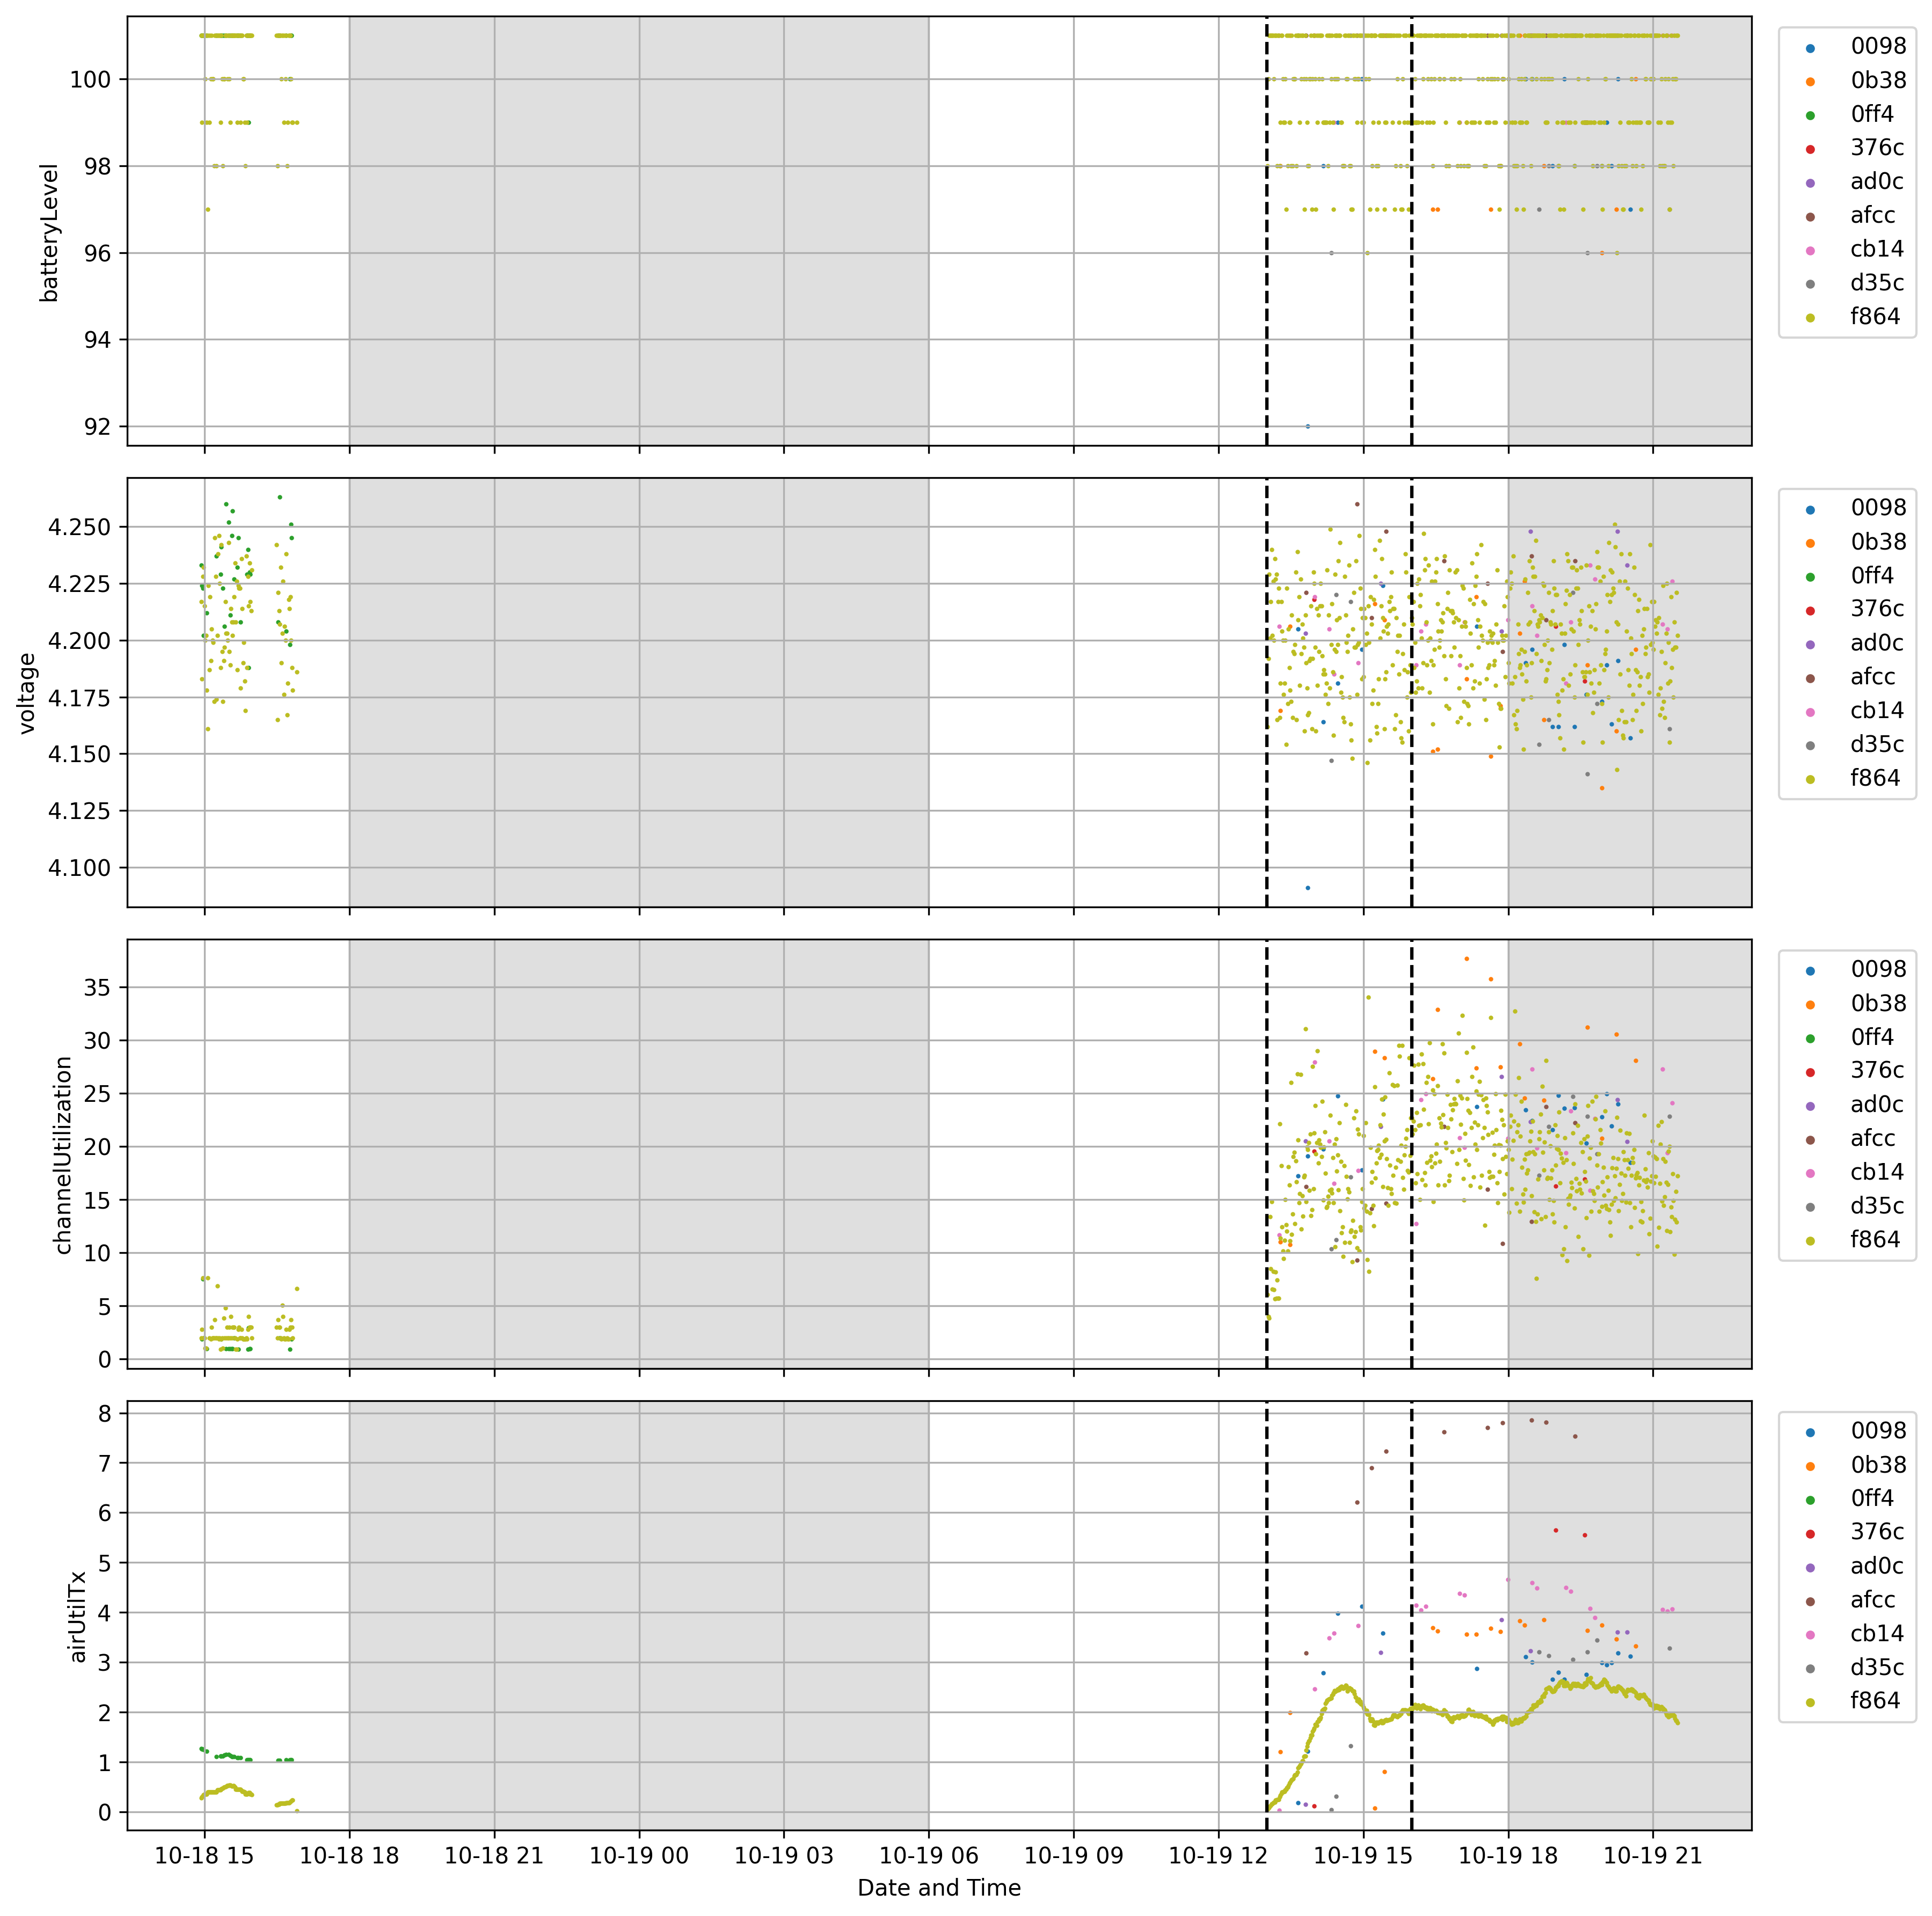 100
98
96
94
92
batteryLevel
0098
0b38
0ff4
376c
ad0c
afcc
cb14
d35c
f864
4.250
4.225
4.200
4.175
4.150
4.125
4.100
voltage
0098
0b38
0ff4
376c
ad0c
afcc
cb14
d35c
f864
35
30
25
20
15
10
5
0
channelUtilization
0098
0b38
0ff4
376c
ad0c
afcc
cb14
d35c
f864
8
7
6
5
4
3
2
1
0
airUtilTx
0098
0b38
0ff4
376c
ad0c
afcc
cb14
d35c
f864
10-18 15 10-18 18 10-18 21 10-19 00 10-19 03 10-19 06 10-19 09 10-19 12 10-19 15 10-19 18 10-19 21
Date and Time